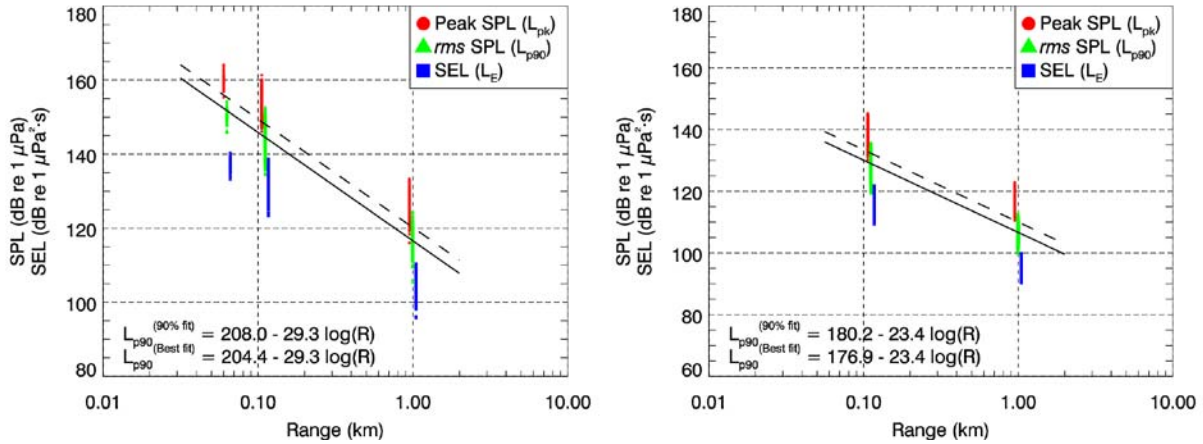 180
160
140
120
100
80
SPL (dB re 1 µPa)
SEL (dB re 1 µPa²·s)
Peak SPL (Lpk)
rms SPL (Lp90)
SEL (LE)
Lp90(90% fit) = 208.0 - 29.3 log(R)
Lp90(Best fit) = 204.4 - 29.3 log(R)
0.01 0.10 1.00 10.00
Range (km)
180
160
140
120
100
80
60
SPL (dB re 1 µPa)
SEL (dB re 1 µPa²·s)
Peak SPL (Lpk)
rms SPL (Lp90)
SEL (LE)
Lp90(90% fit) = 180.2 - 23.4 log(R)
Lp90(Best fit) = 176.9 - 23.4 log(R)
0.01 0.10 1.00 10.00
Range (km)